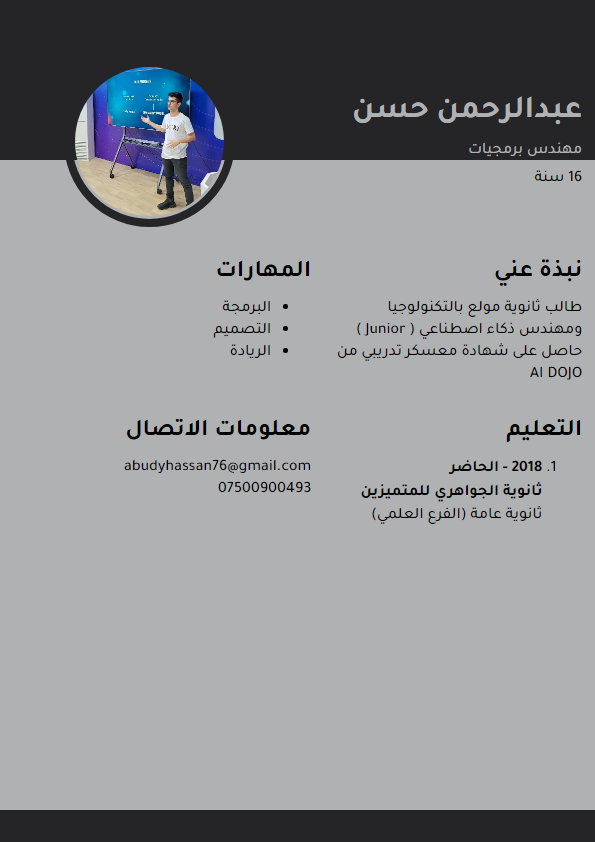 عبدالرحمن حسن
مهندس برمجيات
16 سنة
نبذة عني
طالب ثانوية مولع بالتكنولوجيا
ومهندس ذكاء اصطناعي ( Junior )
حاصل على شهادة معسكر تدريبي من
AI DOJO
المهارات
• البرمجة
• التصميم
• الريادة
التعليم
1. 2018 - الحاضر
ثانوية الجواهري للمتميزين
ثانوية عامة (الفرع العلمي)
معلومات الاتصال
abudyhassan76@gmail.com
07500900493